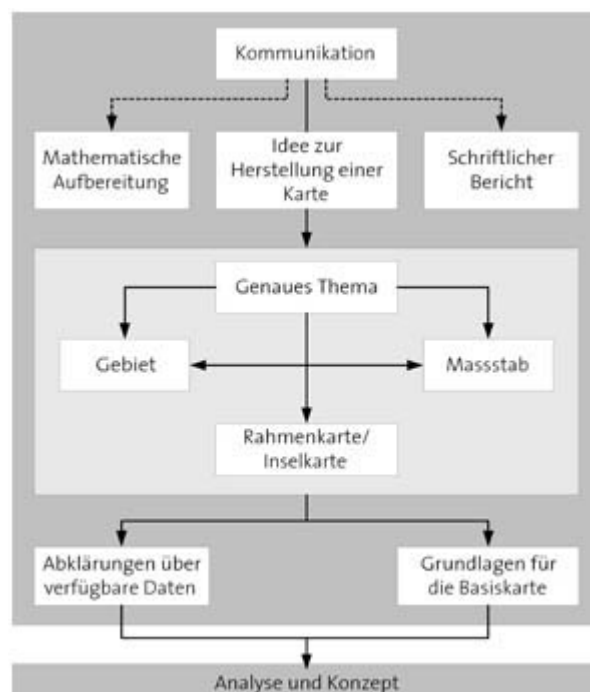 Kommunikation
Mathematische
Aufbereitung
Idee zur
Herstellung einer
Karte
Schriftlicher
Bericht
Genaues Thema
Gebiet
Massstab
Rahmenkarte/
Inselkarte
Abklärungen über
verfügbare Daten
Grundlagen für
die Basiskarte
Analyse und Konzept